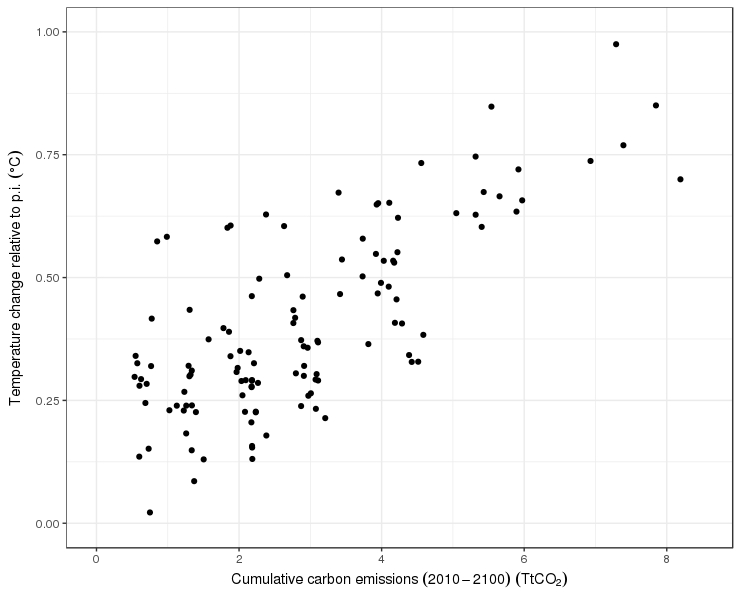 1.00
0.75
0.50
0.25
0.00
Temperature change relative to p.i. (°C)
0 2 4 6 8
Cumulative carbon emissions (2010−2100) (TtCO₂)